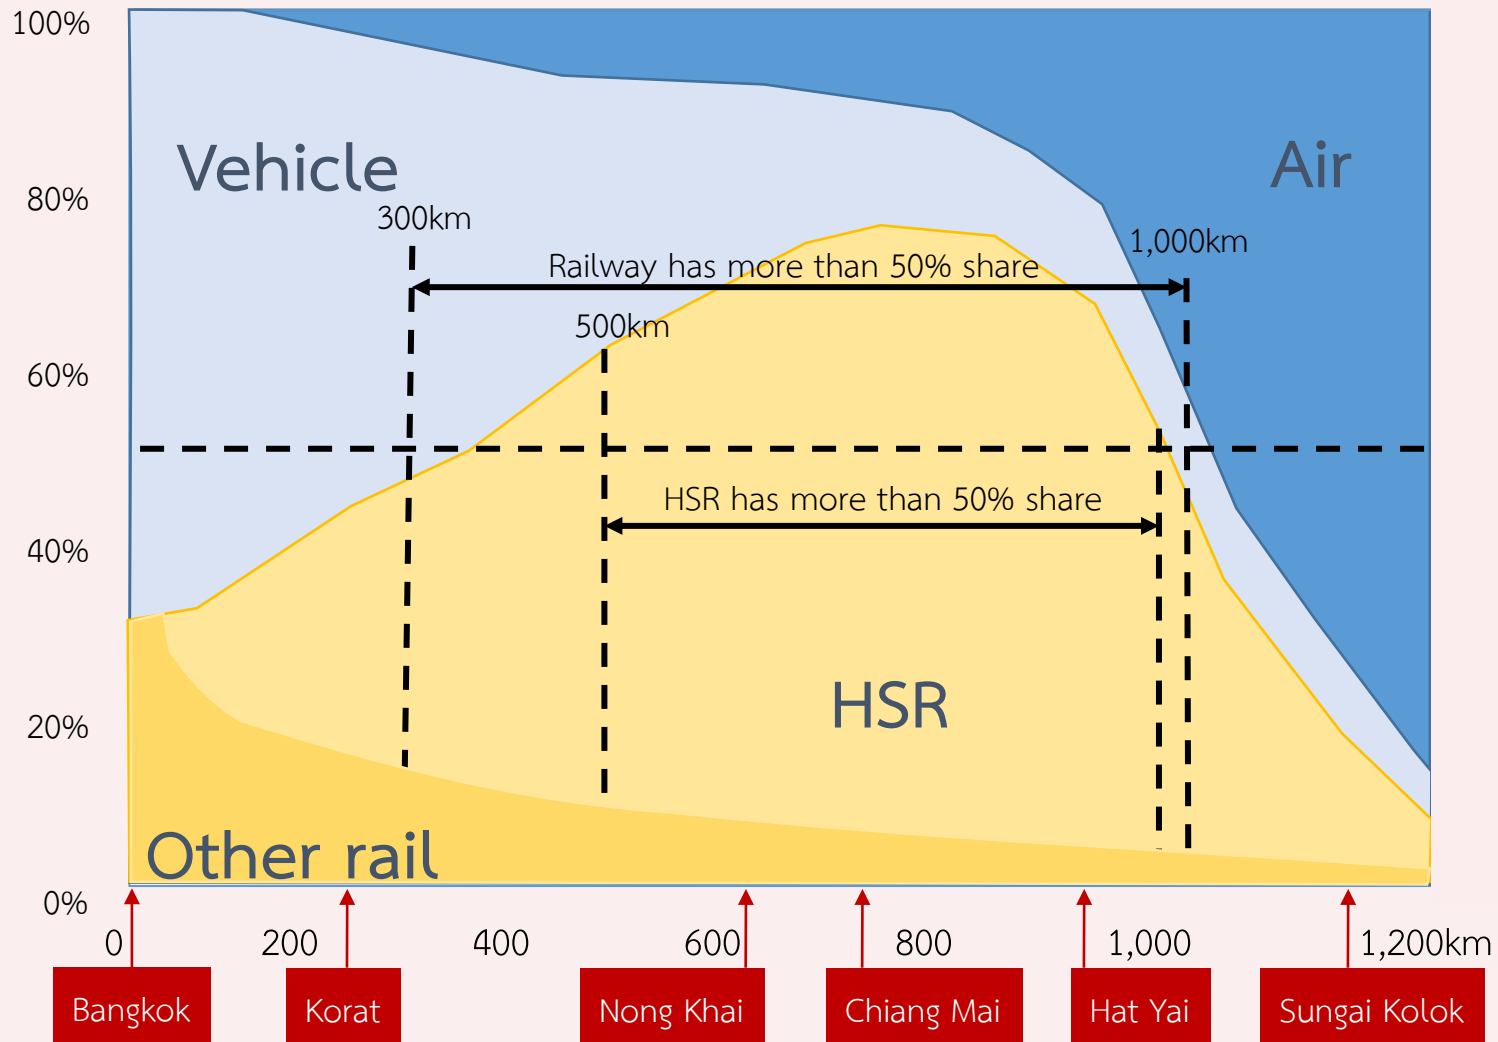 100%
Vehicle
Air
80%
300km
1,000km
Railway has more than 50% share
500km
60%
HSR has more than 50% share
40%
HSR
20%
Other rail
0%
0 200 400 600 800 1,000 1,200km
Bangkok Korat Nong Khai Chiang Mai Hat Yai Sungai Kolok